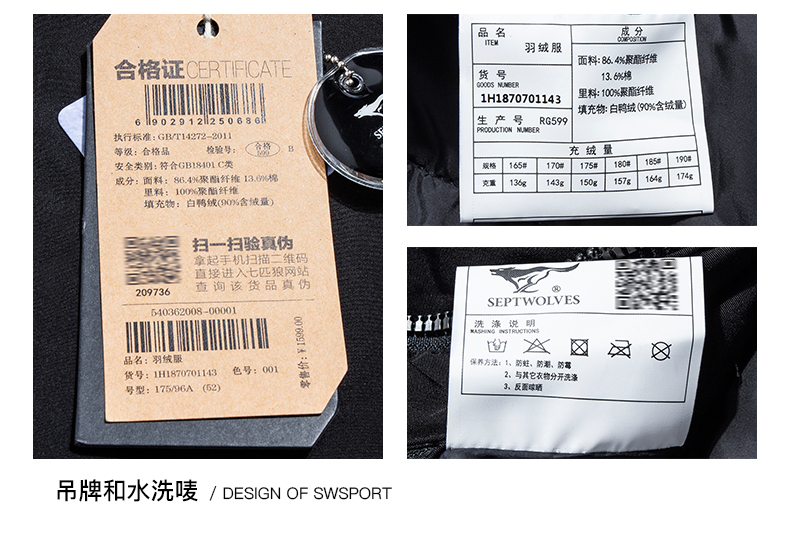 合格证CERTIFICATE
6 902912 250686
执行标准: GB/T14272-2011
等级: 合格品 检验号: 合格 099 B
安全类别: 符合GB18401 C类
成分: 面料: 86.4%聚酯纤维 13.6%棉
里料: 100%聚酯纤维
填充物: 白鸭绒(90%含绒量)
扫一扫验真伪
拿起手机扫描二维码
直接进入七匹狼网站
查询该货品真伪
209736
540362008-00001
品名: 羽绒服
货号: 1H1870701143 色号: 001
号型: 175/96A (52)
零售价: ¥1599.00
品名
ITEM
羽绒服
货号
GOODS NUMBER
1H1870701143
生产号 RG599
PRODUCTION NUMBER
成分
COMPOSITION
面料: 86.4%聚酯纤维
13.6%棉
里料: 100%聚酯纤维
填充物: 白鸭绒(90%含绒量)
充绒量
规格 165# 170# 175# 180# 185# 190#
克重 136g 143g 150g 157g 164g 174g
SEPTWOLVES ®
洗涤说明
WASHING INSTRUCTIONS
保养方法: 1、防蛀、防潮、防霉
2、与其它衣物分开洗涤
3、反面晾晒
吊牌和水洗唛 / DESIGN OF SWSPORT